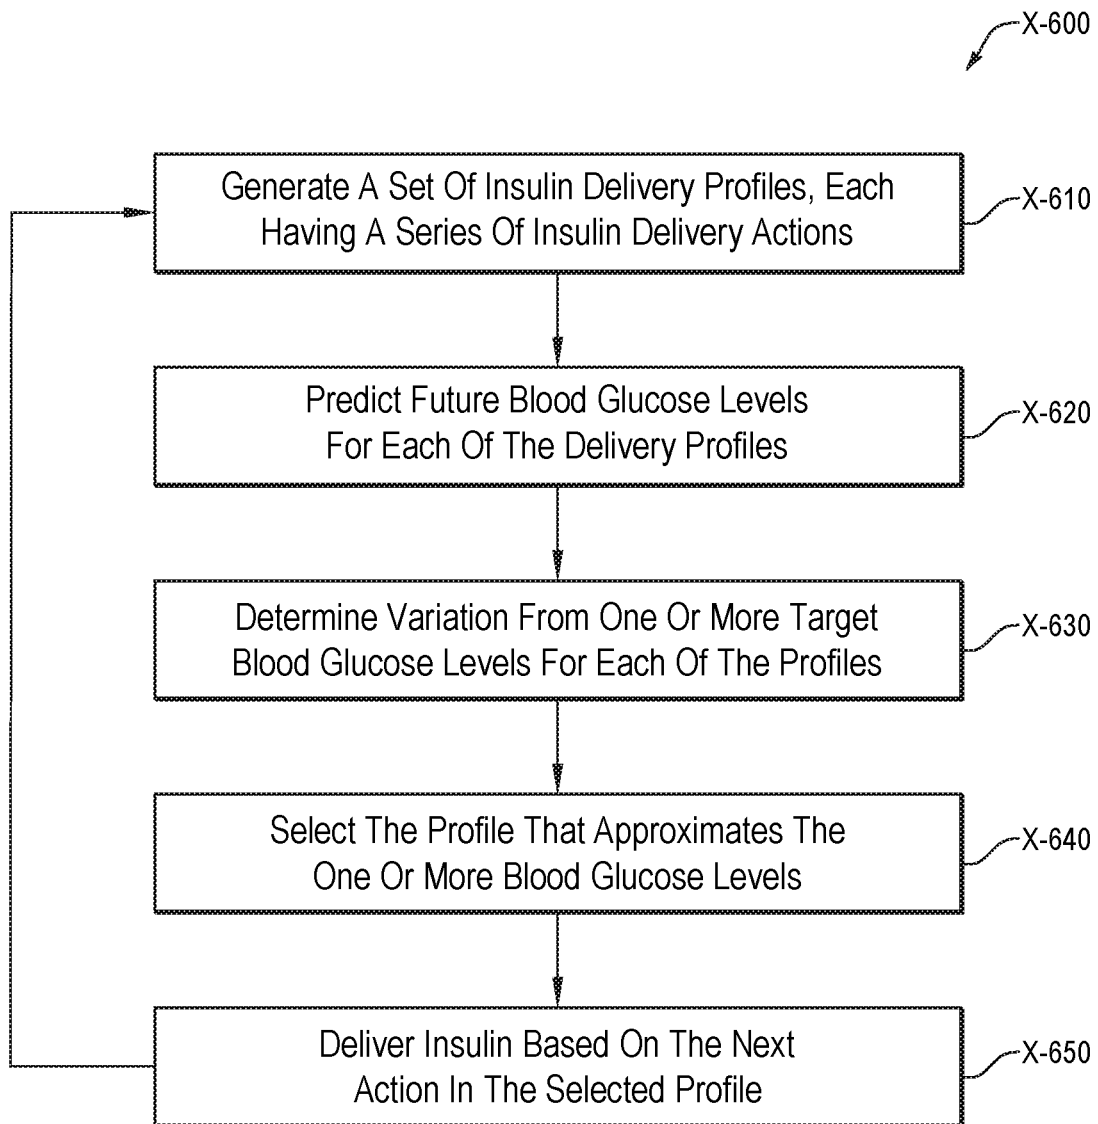 X-600
Generate A Set Of Insulin Delivery Profiles, Each
Having A Series Of Insulin Delivery Actions
X-610
Predict Future Blood Glucose Levels
For Each Of The Delivery Profiles
X-620
Determine Variation From One Or More Target
Blood Glucose Levels For Each Of The Profiles
X-630
Select The Profile That Approximates The
One Or More Blood Glucose Levels
X-640
Deliver Insulin Based On The Next
Action In The Selected Profile
X-650